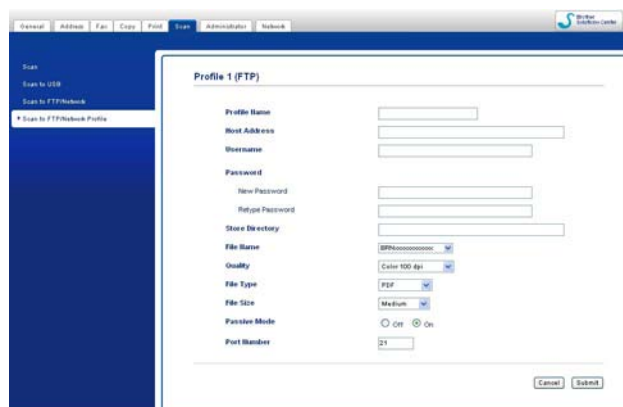 General Address Fax Copy Print Scan Administrator Network
Brother
Solutions Center
Scan
Scan to USB
Scan to FTP/Network
Scan to FTP/Network Profile
Profile 1 (FTP)
Profile Name
Host Address
Username
Password
New Password
Retype Password
Store Directory
File Name BRNxxxxxxxxxxxx
Quality Color 100 dpi
File Type PDF
File Size Medium
Passive Mode Off On
Port Number 21
Cancel Submit